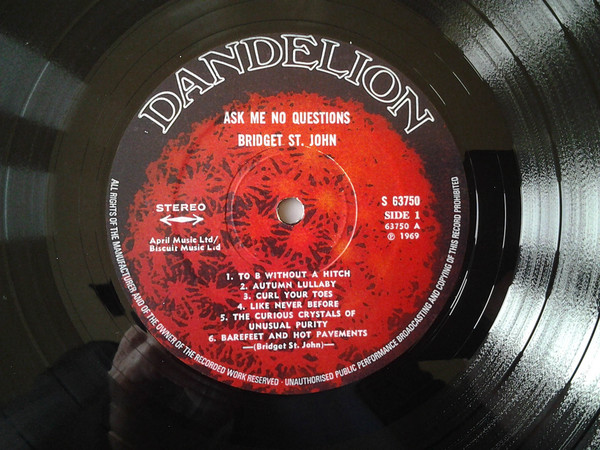 DANDELION
ASK ME NO QUESTIONS
BRIDGET ST. JOHN
STEREO
April Music Ltd/
Biscuit Music L.d
S 63750
SIDE 1
63750 A
℗ 1969
1. TO B WITHOUT A HITCH
2. AUTUMN LULLABY
3. CURL YOUR TOES
4. LIKE NEVER BEFORE
5. THE CURIOUS CRYSTALS OF
UNUSUAL PURITY
6. BAREFEET AND HOT PAVEMENTS
—(Bridget St. John)—
ALL RIGHTS OF THE MANUFACTURER AND OF THE OWNER OF THE RECORDED WORK RESERVED · UNAUTHORISED PUBLIC PERFORMANCE BROADCASTING AND COPYING OF THIS RECORD PROHIBITED